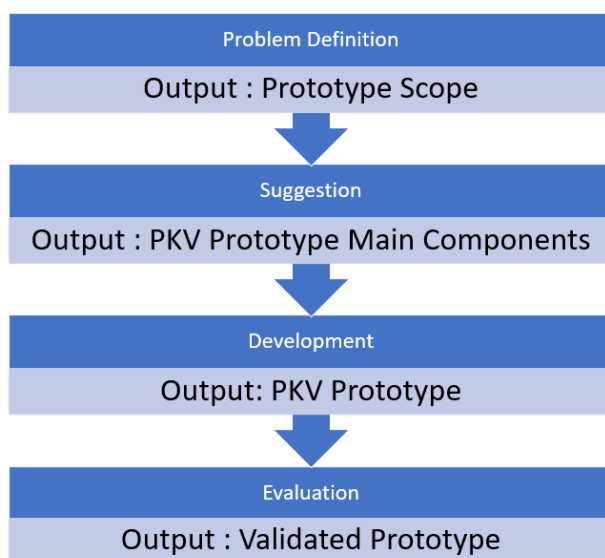 Problem Definition
Output : Prototype Scope
Suggestion
Output : PKV Prototype Main Components
Development
Output: PKV Prototype
Evaluation
Output : Validated Prototype